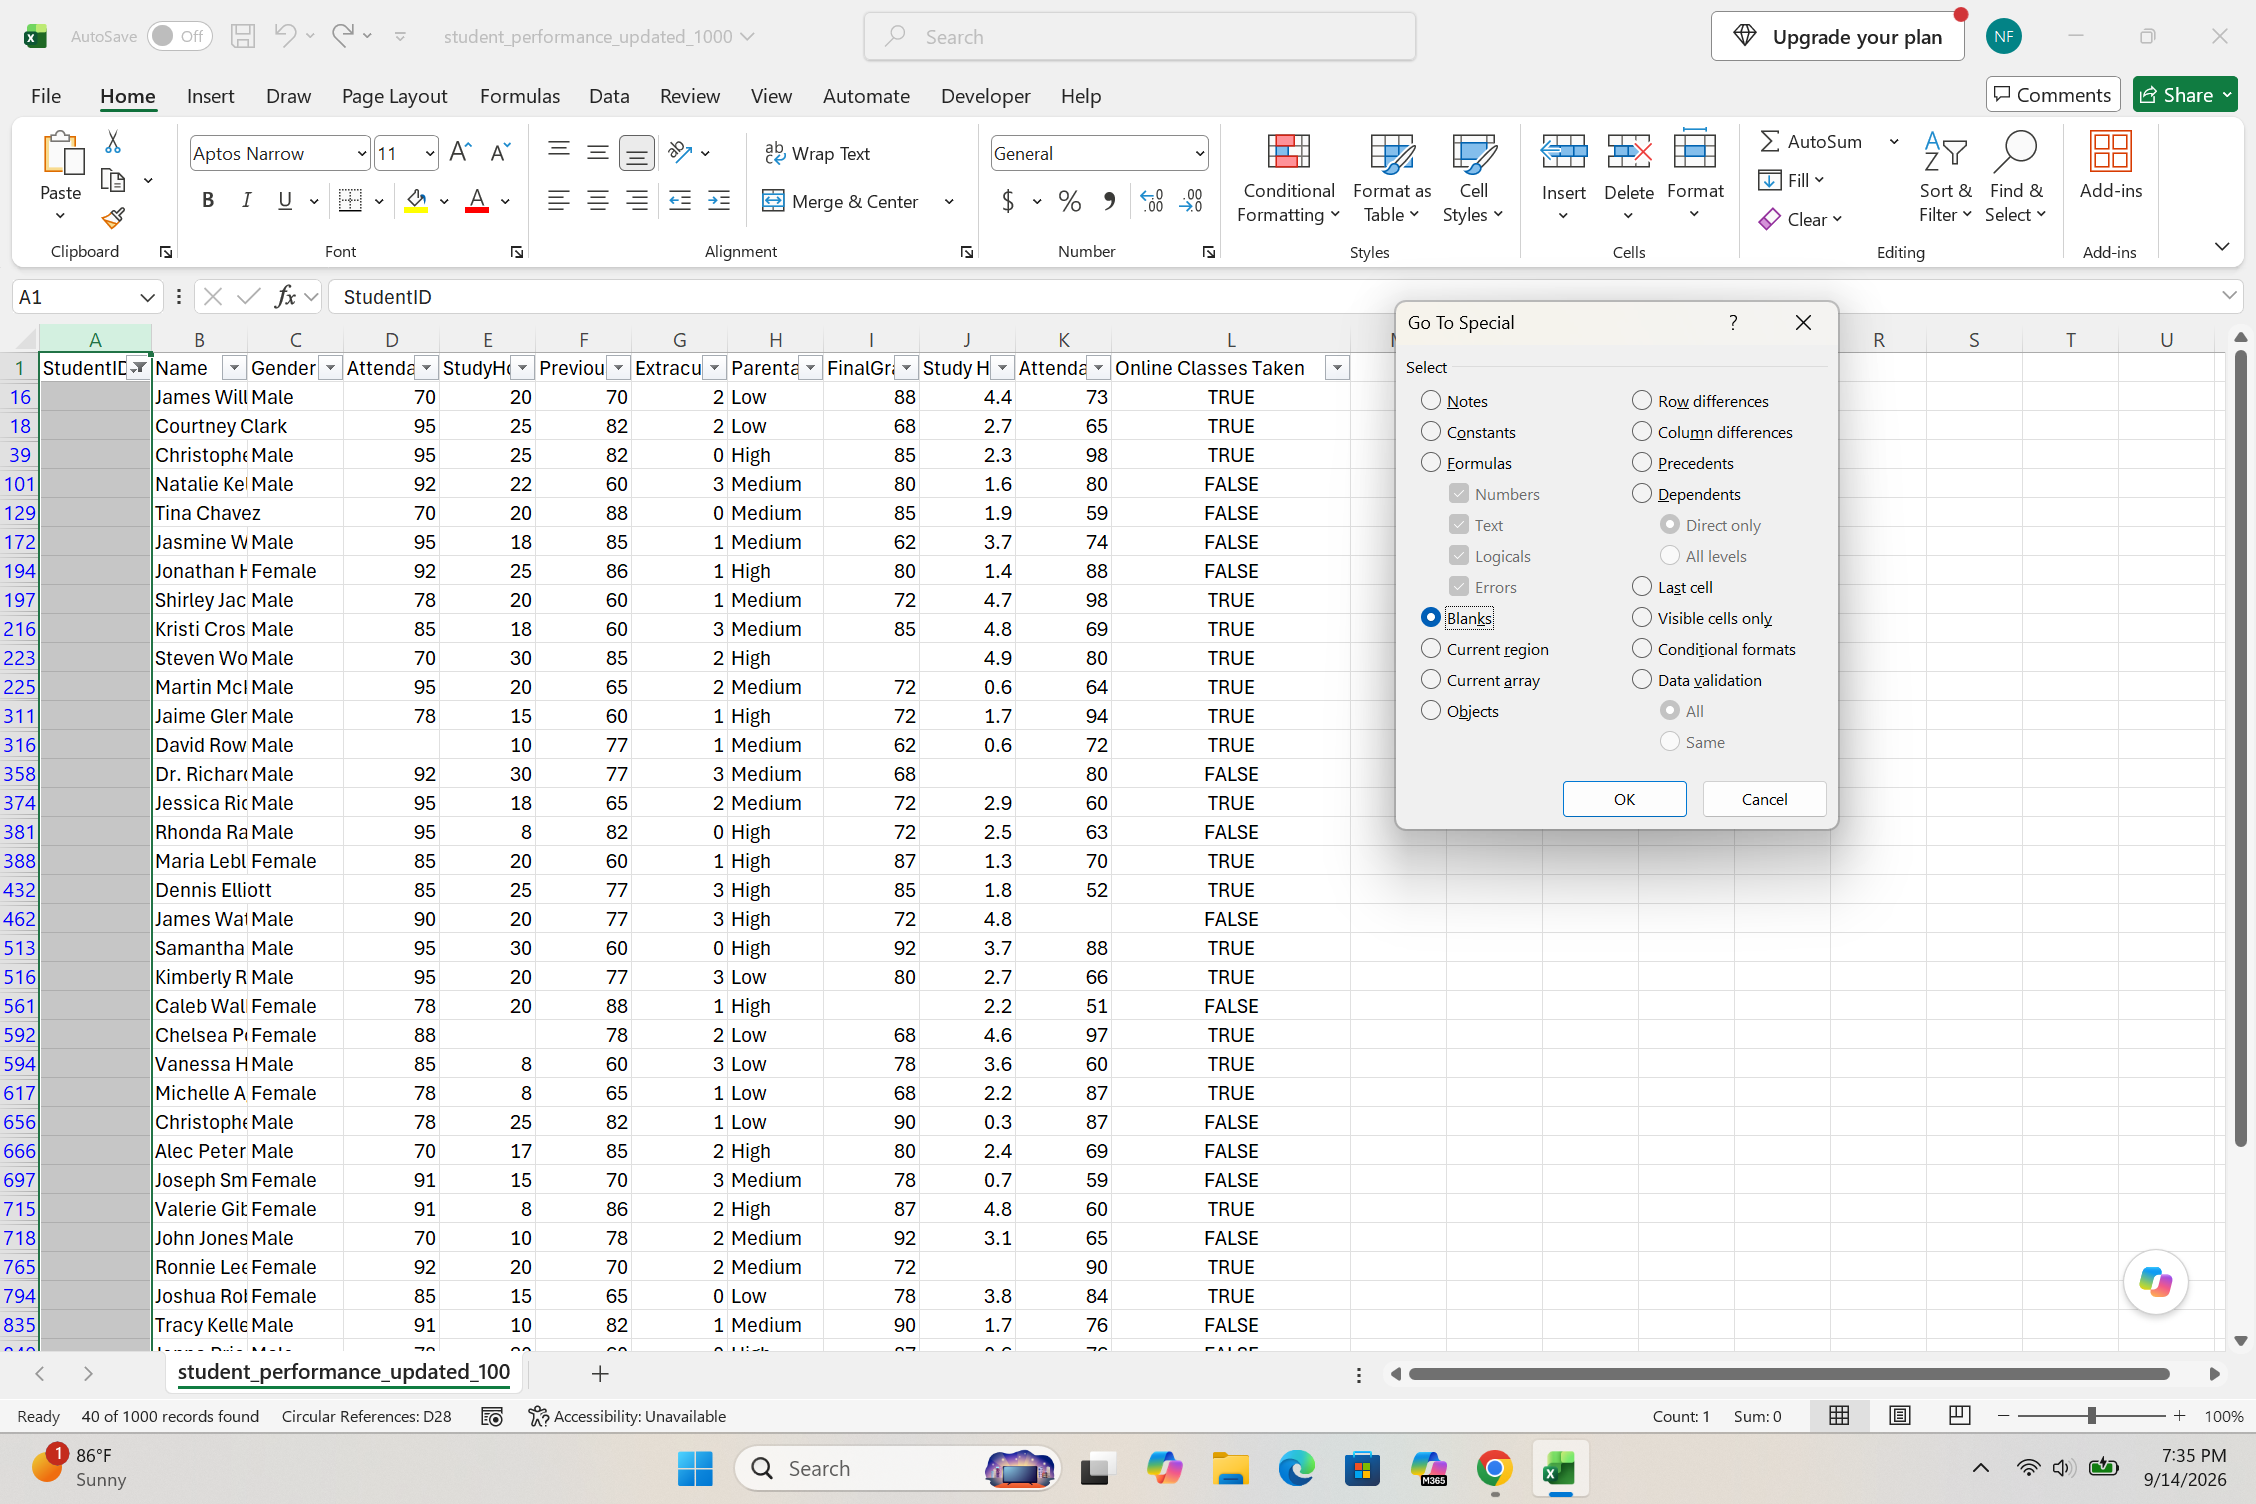 AutoSave Off student_performance_updated_1000 Search Upgrade your plan NF
File Home Insert Draw Page Layout Formulas Data Review View Automate Developer Help Comments Share
Paste Aptos Narrow 11 Wrap Text General Conditional Formatting Format as Table Cell Styles Insert Delete Format AutoSum Fill Clear Sort & Filter Find & Select Add-ins
B I U Merge & Center $ % 9
Clipboard Font Alignment Number Styles Cells Editing Add-ins
A1 fx StudentID
A B C D E F G H I J K L R S T U
1 StudentID Name Gender Attenda StudyHo Previou Extracu Parenta FinalGra Study H Attenda Online Classes Taken
16 James Will Male 70 20 70 2 Low 88 4.4 73 TRUE
18 Courtney Clark 95 25 82 2 Low 68 2.7 65 TRUE
39 Christophe Male 95 25 82 0 High 85 2.3 98 TRUE
101 Natalie Kel Male 92 22 60 3 Medium 80 1.6 80 FALSE
129 Tina Chavez 70 20 88 0 Medium 85 1.9 59 FALSE
172 Jasmine W Male 95 18 85 1 Medium 62 3.7 74 FALSE
194 Jonathan H Female 92 25 86 1 High 80 1.4 88 FALSE
197 Shirley Jac Male 78 20 60 1 Medium 72 4.7 98 TRUE
216 Kristi Cros Male 85 18 60 3 Medium 85 4.8 69 TRUE
223 Steven Wo Male 70 30 85 2 High 4.9 80 TRUE
225 Martin Mcl Male 95 20 65 2 Medium 72 0.6 64 TRUE
311 Jaime Gler Male 78 15 60 1 High 72 1.7 94 TRUE
316 David Row Male 10 77 1 Medium 62 0.6 72 TRUE
358 Dr. Richar Male 92 30 77 3 Medium 68 80 FALSE
374 Jessica Ric Male 95 18 65 2 Medium 72 2.9 60 TRUE
381 Rhonda Ra Male 95 8 82 0 High 72 2.5 63 FALSE
388 Maria Lebl Female 85 20 60 1 High 87 1.3 70 TRUE
432 Dennis Elliott 85 25 77 3 High 85 1.8 52 TRUE
462 James Wat Male 90 20 77 3 High 72 4.8 FALSE
513 Samantha Male 95 30 60 0 High 92 3.7 88 TRUE
516 Kimberly R Male 95 20 77 3 Low 80 2.7 66 TRUE
561 Caleb Wal Female 78 20 88 1 High 2.2 51 FALSE
592 Chelsea Pe Female 88 78 2 Low 68 4.6 97 TRUE
594 Vanessa H Male 85 8 60 3 Low 78 3.6 60 TRUE
617 Michelle A Female 78 8 65 1 Low 68 2.2 87 TRUE
656 Christophe Male 78 25 82 1 Low 90 0.3 87 FALSE
666 Alec Peter Male 70 17 85 2 High 80 2.4 69 FALSE
697 Joseph Sm Female 91 15 70 3 Medium 78 0.7 59 FALSE
715 Valerie Gib Female 91 8 86 2 High 87 4.8 60 TRUE
718 John Jones Male 70 10 78 2 Medium 92 3.1 65 FALSE
765 Ronnie Lee Female 92 20 70 2 Medium 72 90 TRUE
794 Joshua Rob Female 85 15 65 0 Low 78 3.8 84 TRUE
835 Tracy Kelle Male 91 10 82 1 Medium 90 1.7 76 FALSE
Go To Special ?
Select
Notes Row differences
Constants Column differences
Formulas Precedents
Numbers Dependents
Text Direct only
Logicals All levels
Errors Last cell
Blanks Visible cells only
Current region Conditional formats
Current array Data validation
Objects All
Same
OK Cancel
student_performance_updated_100
Ready 40 of 1000 records found Circular References: D28 Accessibility: Unavailable Count: 1 Sum: 0 100%
1 86°F Search M365 7:35 PM
Sunny 9/14/2026